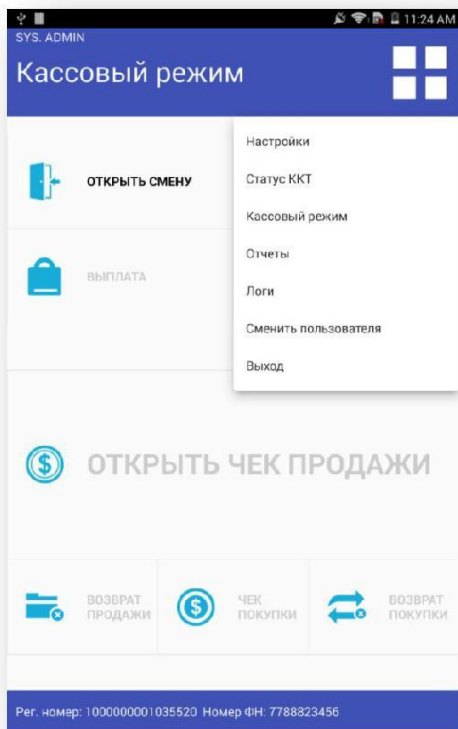 11:24 AM
SYS. ADMIN
Кассовый режим
Настройки
Статус ККТ
Кассовый режим
Отчеты
Логи
Сменить пользователя
Выход
ОТКРЫТЬ СМЕНУ
ВЫПЛАТА
ОТКРЫТЬ ЧЕК ПРОДАЖИ
ВОЗВРАТ
ПРОДАЖИ
ЧЕК
ПОКУПКИ
ВОЗВРАТ
ПОКУПКИ
Рег. номер: 1000000001035520 Номер ФН: 7788823456